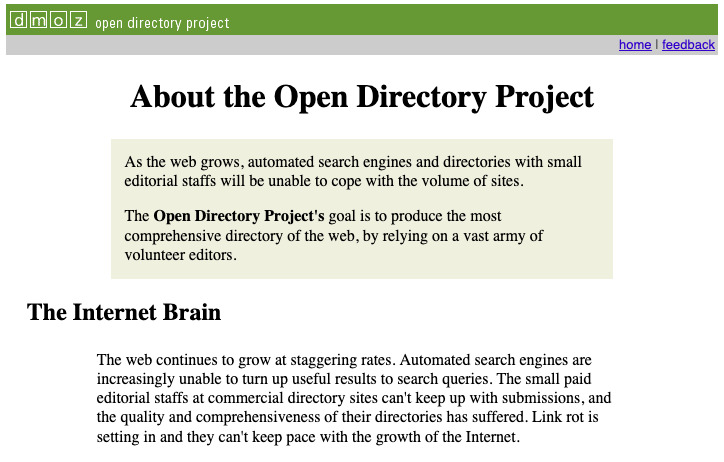 dmoz open directory project
home | feedback
About the Open Directory Project
As the web grows, automated search engines and directories with small
editorial staffs will be unable to cope with the volume of sites.
The Open Directory Project's goal is to produce the most
comprehensive directory of the web, by relying on a vast army of
volunteer editors.
The Internet Brain
The web continues to grow at staggering rates. Automated search engines are
increasingly unable to turn up useful results to search queries. The small paid
editorial staffs at commercial directory sites can't keep up with submissions, and
the quality and comprehensiveness of their directories has suffered. Link rot is
setting in and they can't keep pace with the growth of the Internet.